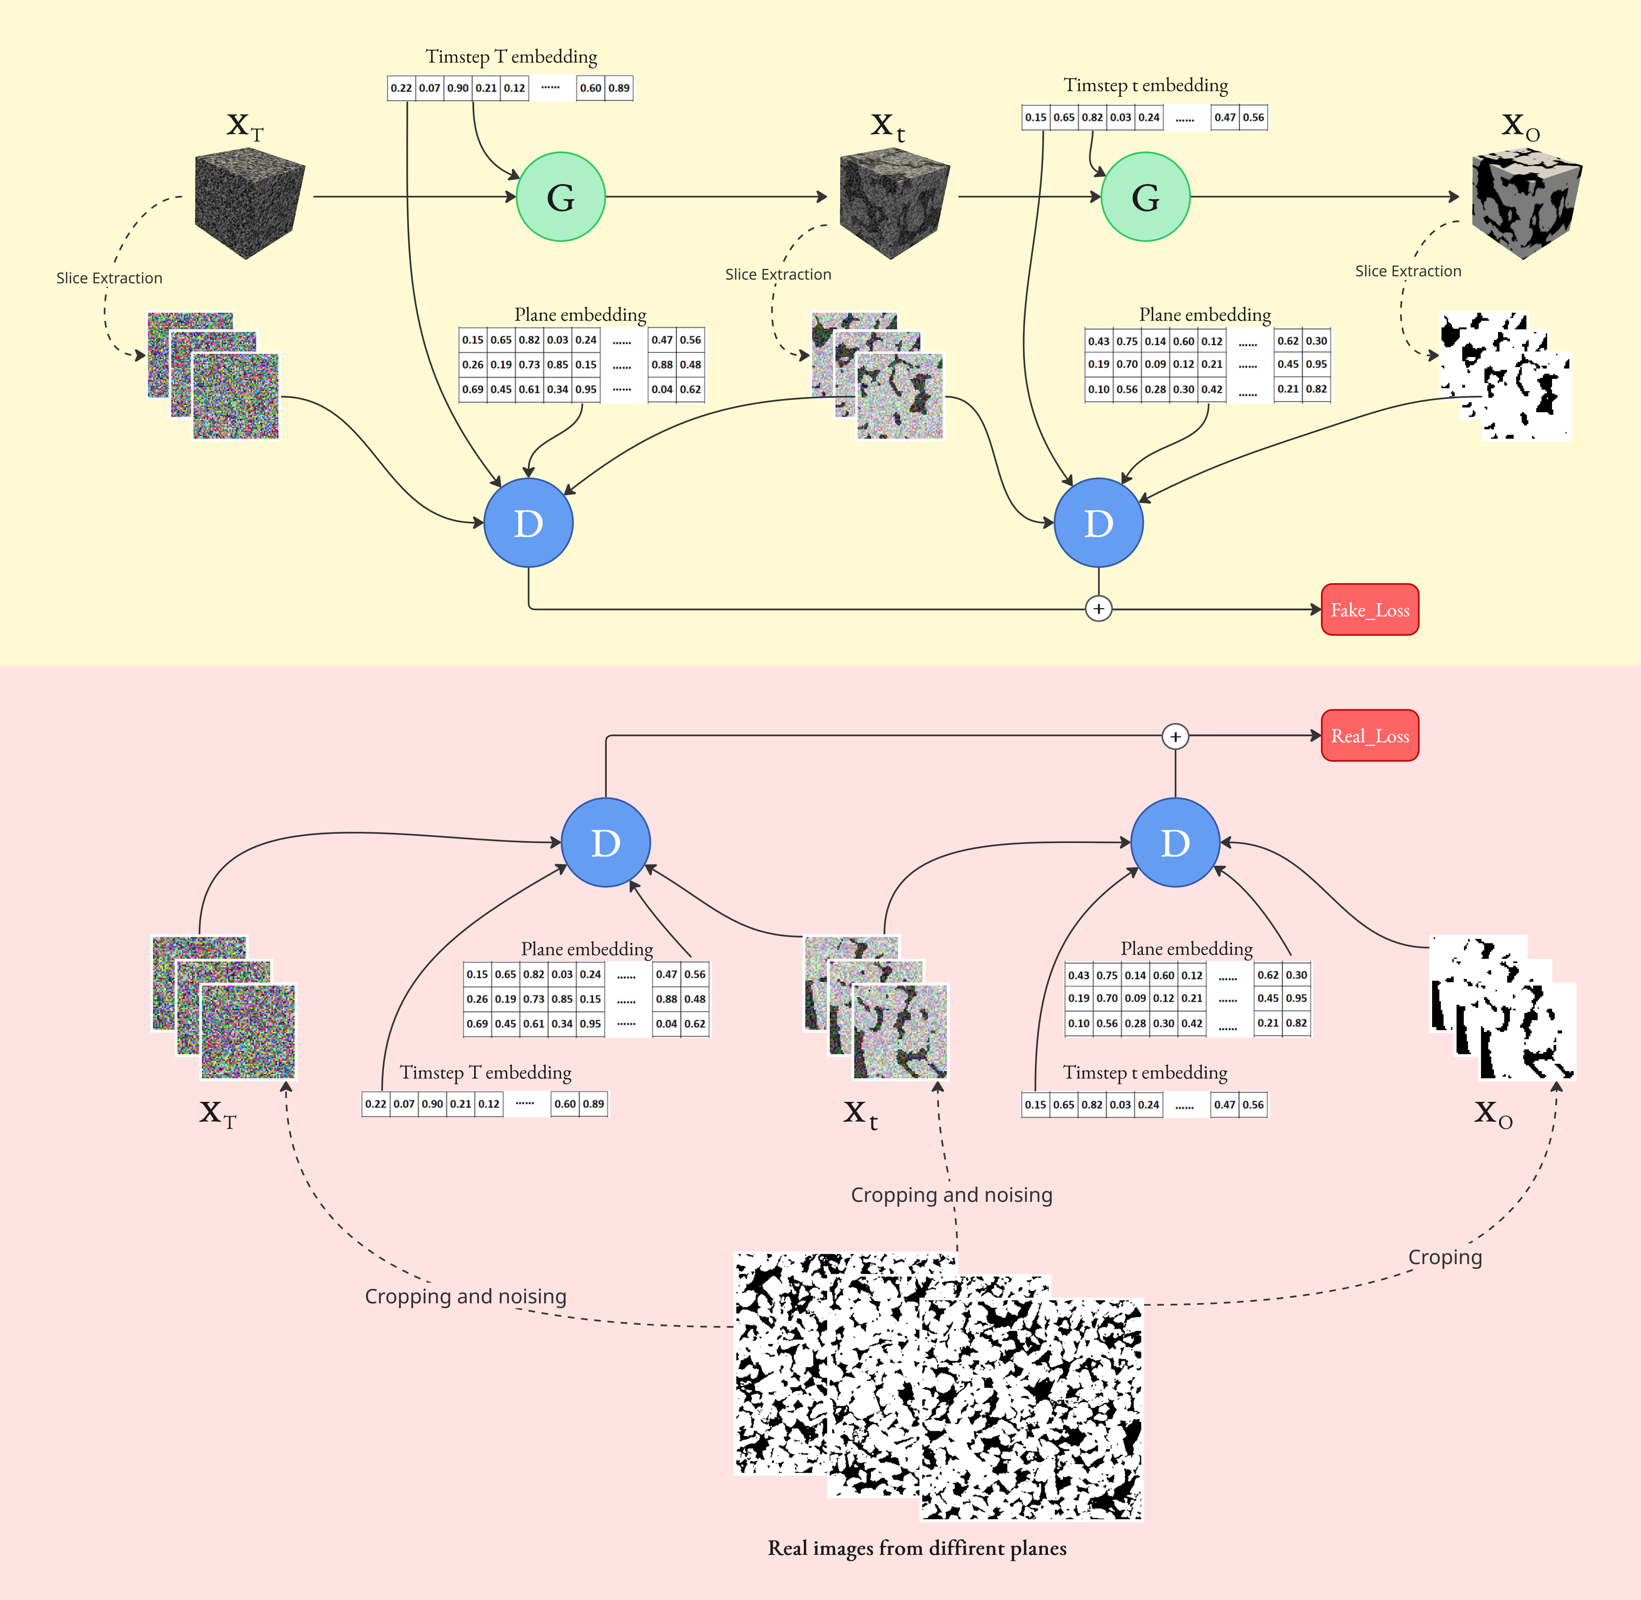 Timstep T embedding
0.22 0.07 0.90 0.21 0.12 ...... 0.60 0.89
Timstep t embedding
0.15 0.65 0.82 0.03 0.24 ...... 0.47 0.56
X_T
X_t
X_O
G
G
Slice Extraction
Slice Extraction
Slice Extraction
Plane embedding
0.15 0.65 0.82 0.03 0.24 ...... 0.47 0.56
0.26 0.19 0.73 0.85 0.15 ...... 0.88 0.48
0.69 0.45 0.61 0.34 0.95 ...... 0.04 0.62
Plane embedding
0.43 0.75 0.14 0.60 0.12 ...... 0.62 0.30
0.19 0.70 0.09 0.12 0.21 ...... 0.45 0.95
0.10 0.56 0.28 0.30 0.42 ...... 0.21 0.82
D
D
+
Fake_Loss
+
Real_Loss
D
D
Plane embedding
0.15 0.65 0.82 0.03 0.24 ...... 0.47 0.56
0.26 0.19 0.73 0.85 0.15 ...... 0.88 0.48
0.69 0.45 0.61 0.34 0.95 ...... 0.04 0.62
Plane embedding
0.43 0.75 0.14 0.60 0.12 ...... 0.62 0.30
0.19 0.70 0.09 0.12 0.21 ...... 0.45 0.95
0.10 0.56 0.28 0.30 0.42 ...... 0.21 0.82
Timstep T embedding
0.22 0.07 0.90 0.21 0.12 ...... 0.60 0.89
Timstep t embedding
0.15 0.65 0.82 0.03 0.24 ...... 0.47 0.56
X_T
X_t
X_O
Cropping and noising
Croping
Cropping and noising
Real images from diffirent planes